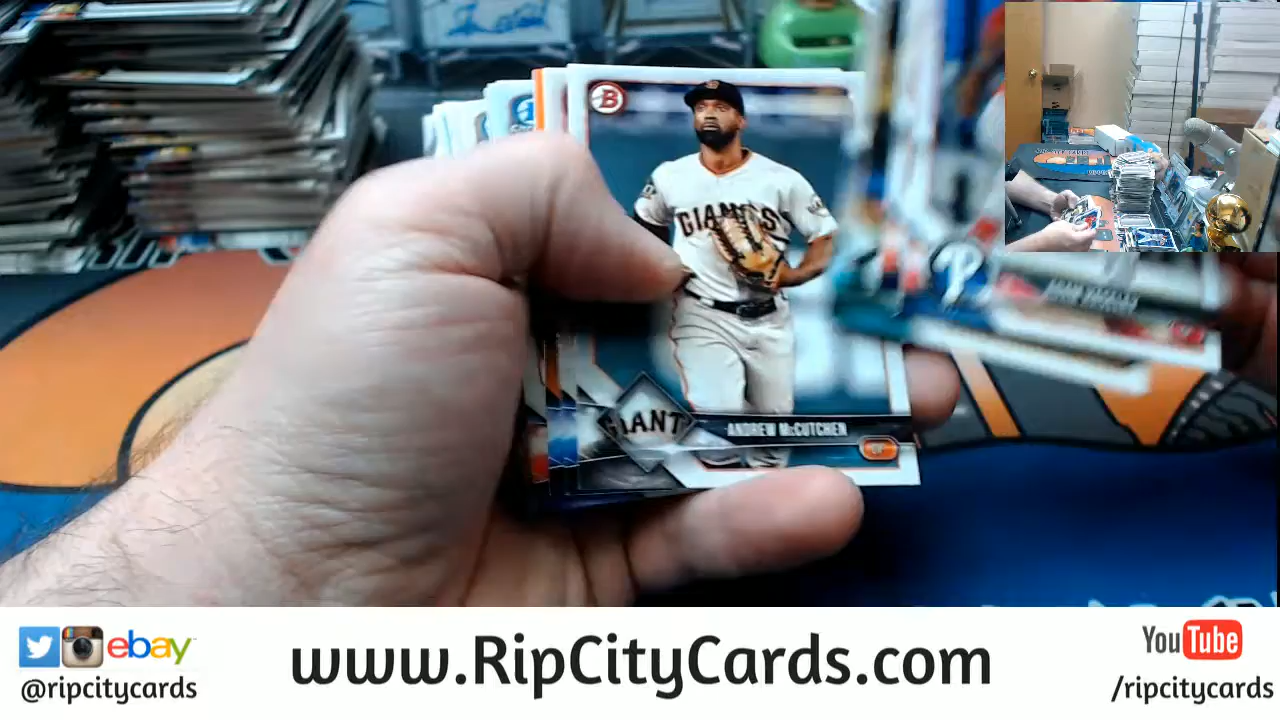 B
GIANTS
GIANTS
ANDREW McCUTCHEN
P
ebay
@ripcitycards
www.RipCityCards.com
YouTube
/ripcitycards